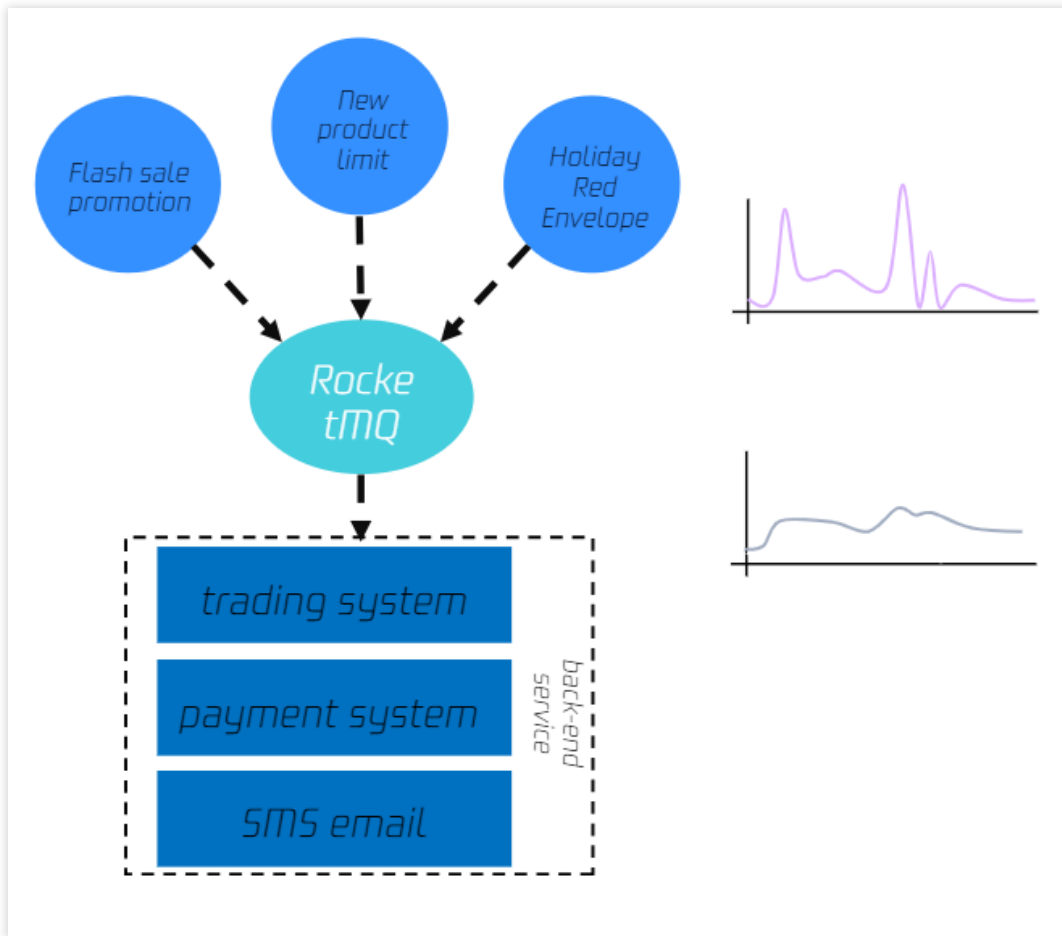 New
product
limit
Flash sale
promotion
Holiday
Red
Envelope
Rocke
tMQ
trading system
payment system
SMS email
back-end
service